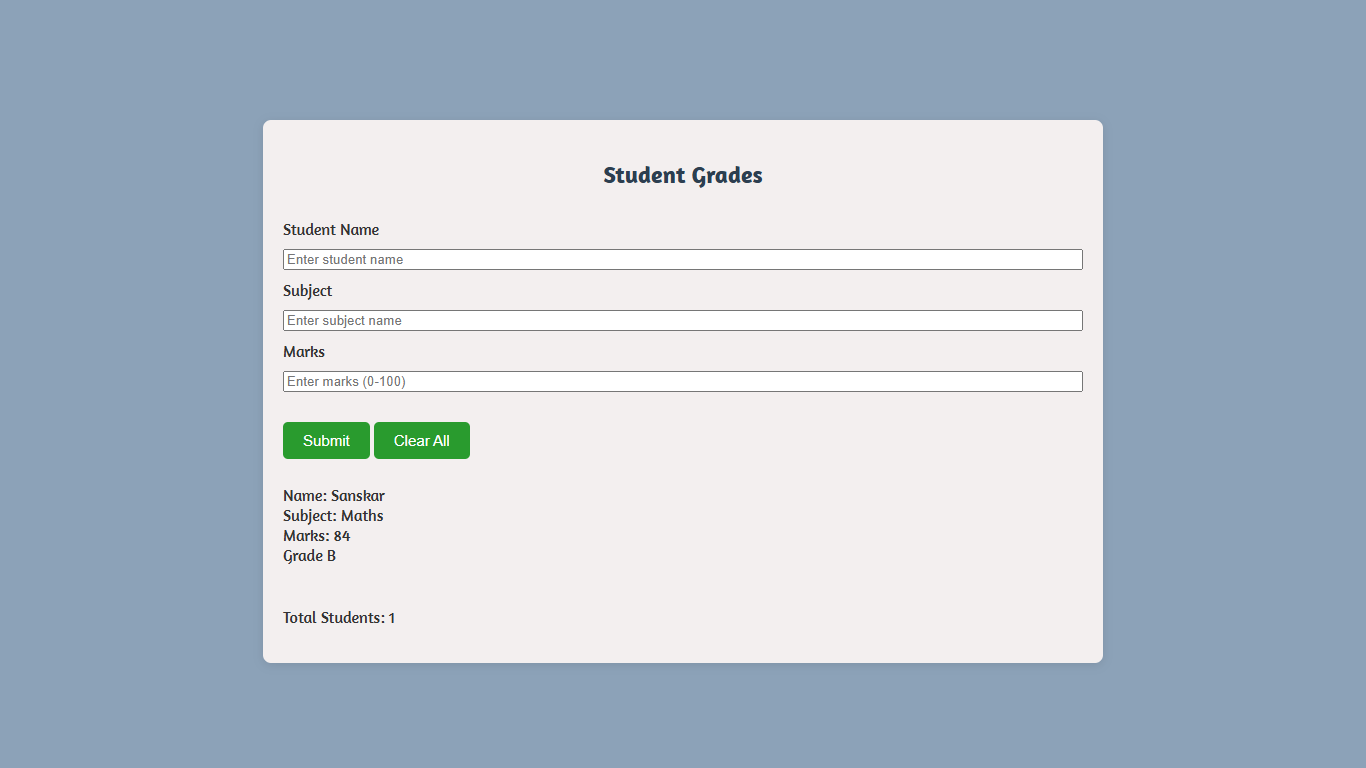 Student Grades
Student Name
Enter student name
Subject
Enter subject name
Marks
Enter marks (0-100)
Submit Clear All
Name: Sanskar
Subject: Maths
Marks: 84
Grade B
Total Students: 1